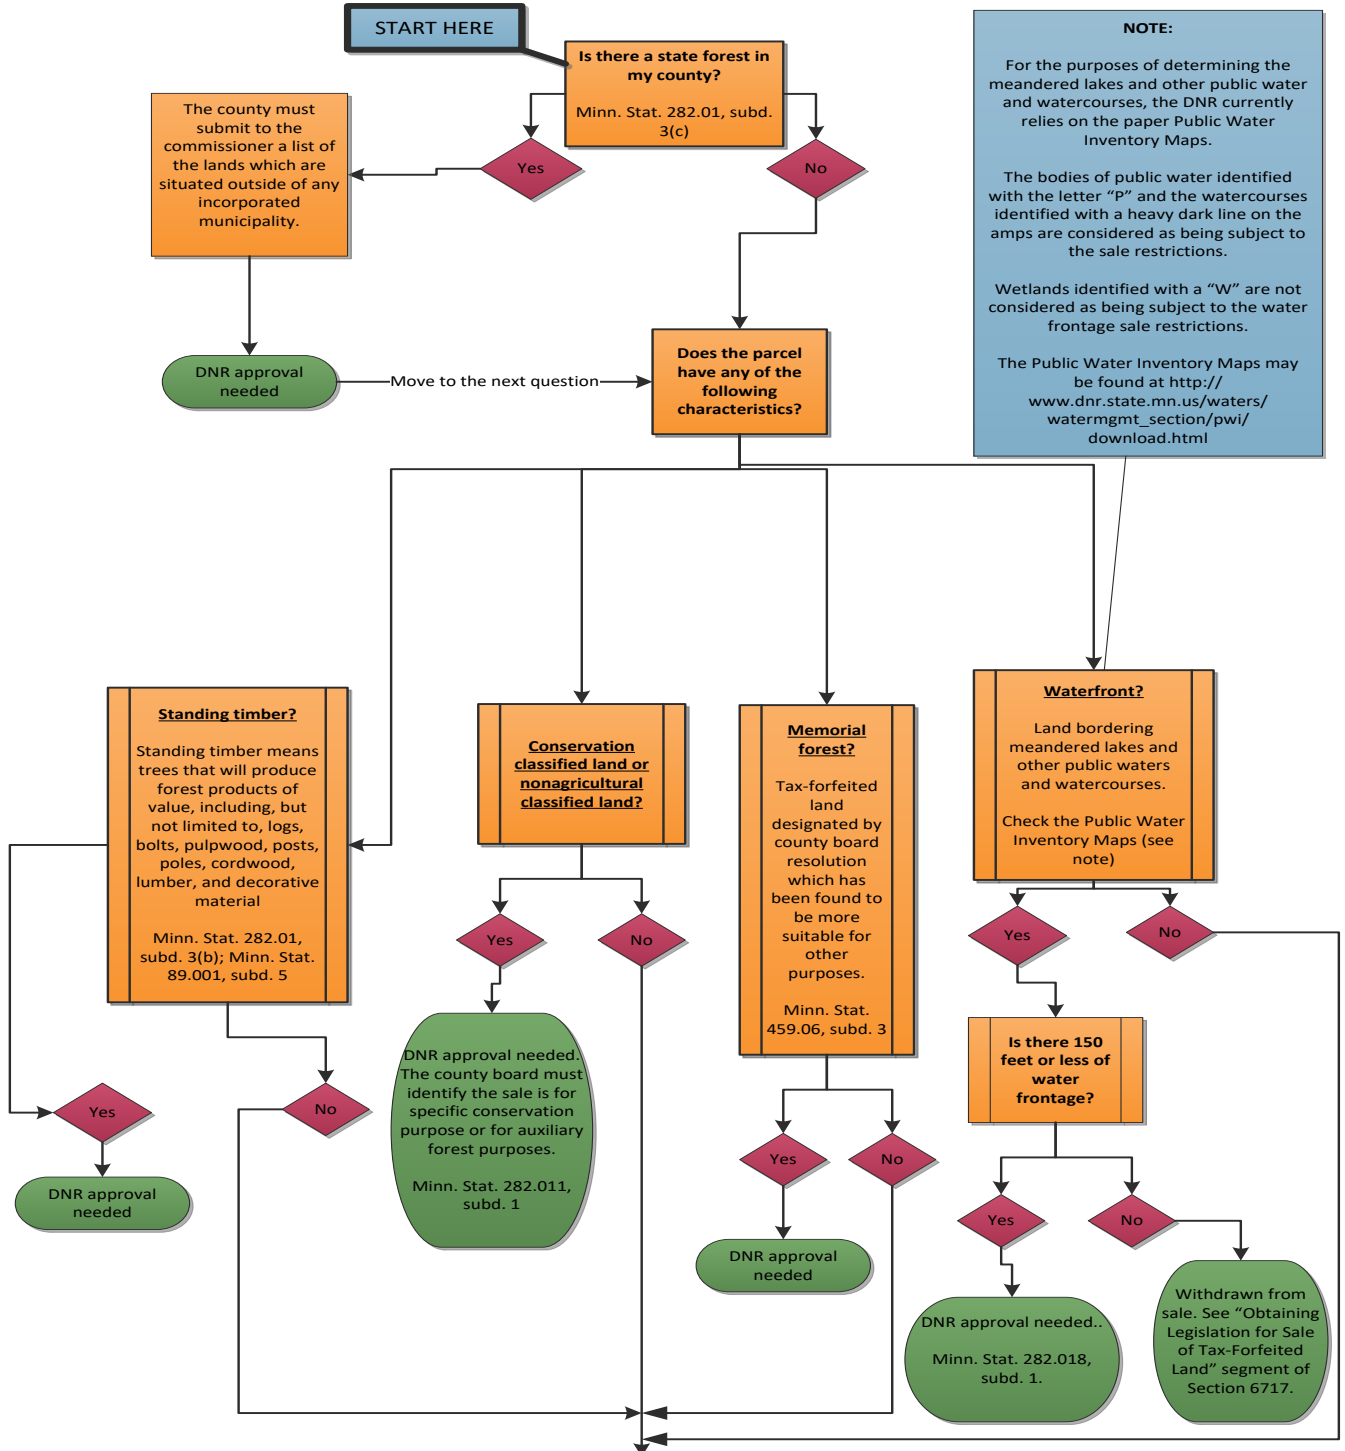 START HERE
Is there a state forest in
my county?
Minn. Stat. 282.01, subd.
3(c)
NOTE:
For the purposes of determining the
meandered lakes and other public water
and watercourses, the DNR currently
relies on the paper Public Water
Inventory Maps.
The bodies of public water identified
with the letter “P” and the watercourses
identified with a heavy dark line on the
amps are considered as being subject to
the sale restrictions.
Wetlands identified with a “W” are not
considered as being subject to the water
frontage sale restrictions.
The Public Water Inventory Maps may
be found at http://
www.dnr.state.mn.us/waters/
watermgmt_section/pwi/
download.html
The county must
submit to the
commissioner a list of
the lands which are
situated outside of any
incorporated
municipality.
Yes
No
DNR approval
needed
Move to the next question
Does the parcel
have any of the
following
characteristics?
Standing timber?
Standing timber means
trees that will produce
forest products of
value, including, but
not limited to, logs,
bolts, pulpwood, posts,
poles, cordwood,
lumber, and decorative
material
Minn. Stat. 282.01,
subd. 3(b); Minn. Stat.
89.001, subd. 5
Yes
No
DNR approval
needed
Conservation
classified land or
nonagricultural
classified land?
Yes
No
DNR approval needed.
The county board must
identify the sale is for
specific conservation
purpose or for auxiliary
forest purposes.
Minn. Stat. 282.011,
subd. 1
Memorial
forest?
Tax-forfeited
land
designated by
county board
resolution
which has
been found to
be more
suitable for
other
purposes.
Minn. Stat.
459.06, subd. 3
Yes
No
DNR approval
needed
Waterfront?
Land bordering
meandered lakes and
other public waters
and watercourses.
Check the Public Water
Inventory Maps (see
note)
Yes
No
Is there 150
feet or less of
water
frontage?
Yes
No
DNR approval needed..
Minn. Stat. 282.018,
subd. 1.
Withdrawn from
sale. See “Obtaining
Legislation for Sale
of Tax-Forfeited
Land” segment of
Section 6717.